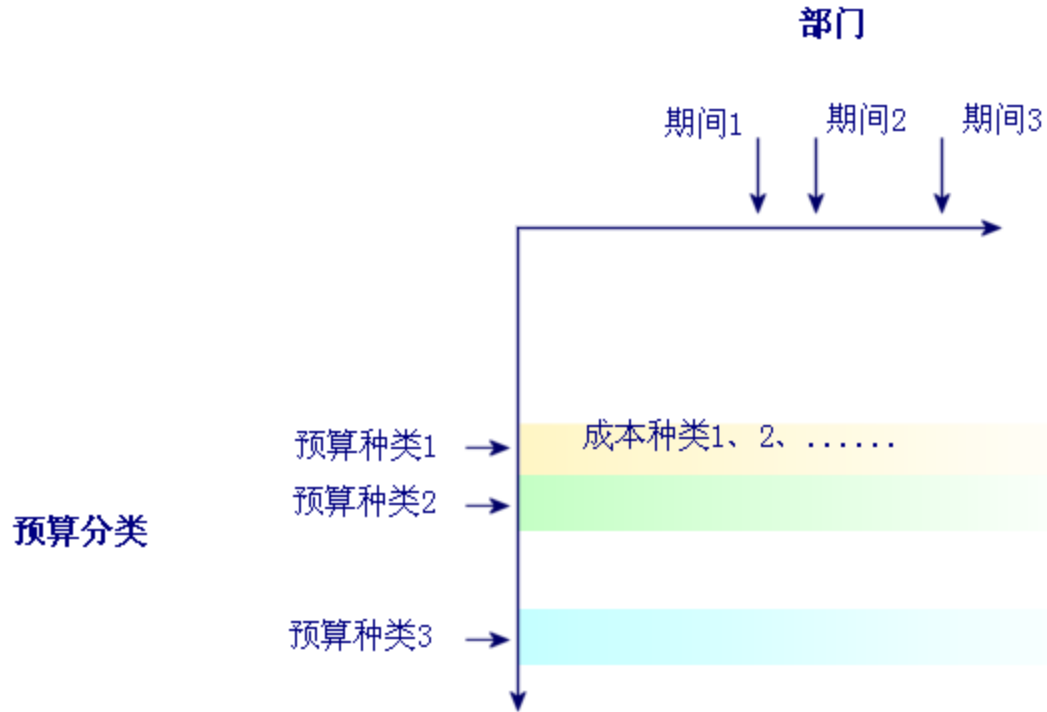 部门
期间1
期间2
期间3
预算种类1
成本种类1、2、......
预算种类2
预算分类
预算种类3